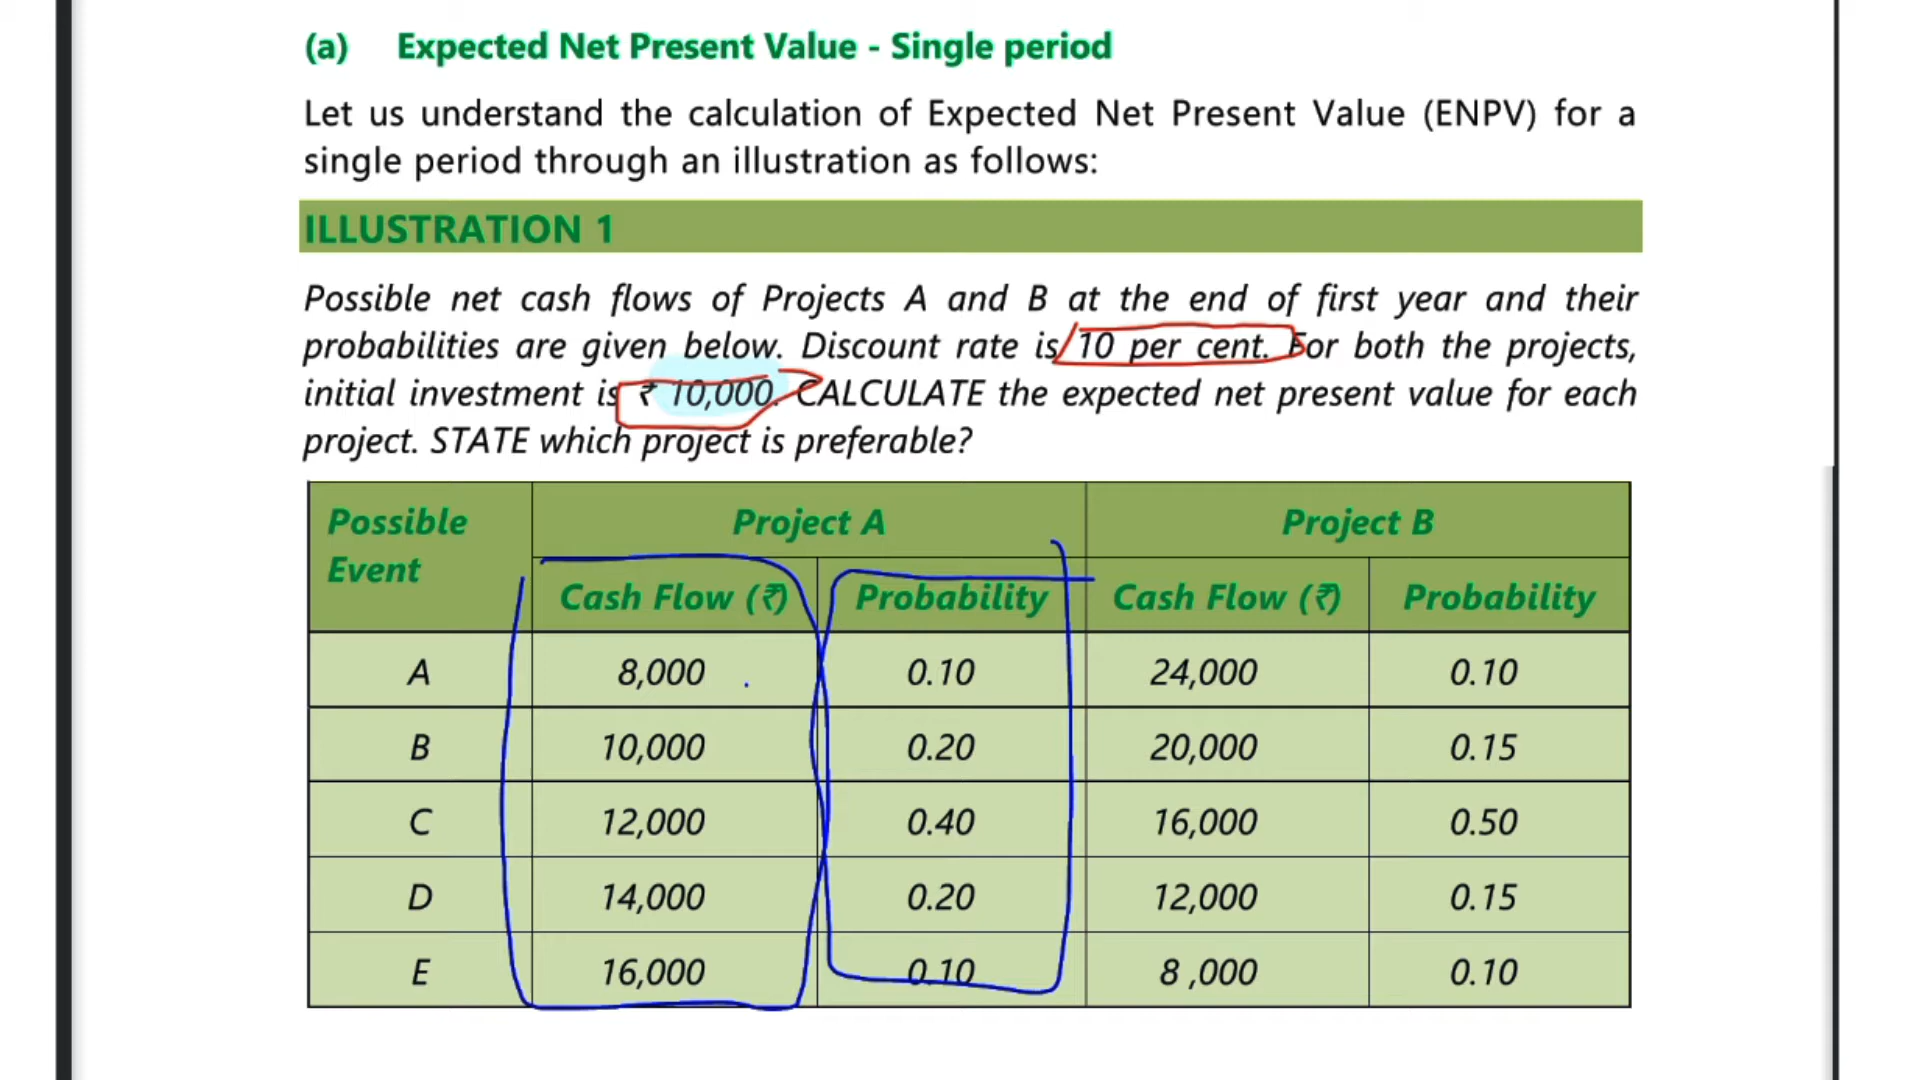 (a) Expected Net Present Value - Single period
Let us understand the calculation of Expected Net Present Value (ENPV) for a
single period through an illustration as follows:
ILLUSTRATION 1
Possible net cash flows of Projects A and B at the end of first year and their
probabilities are given below. Discount rate is 10 per cent. For both the projects,
initial investment is ₹ 10,000. CALCULATE the expected net present value for each
project. STATE which project is preferable?
Possible Event Project A Project B
Cash Flow (₹) Probability Cash Flow (₹) Probability
A 8,000 0.10 24,000 0.10
B 10,000 0.20 20,000 0.15
C 12,000 0.40 16,000 0.50
D 14,000 0.20 12,000 0.15
E 16,000 0.10 8 ,000 0.10